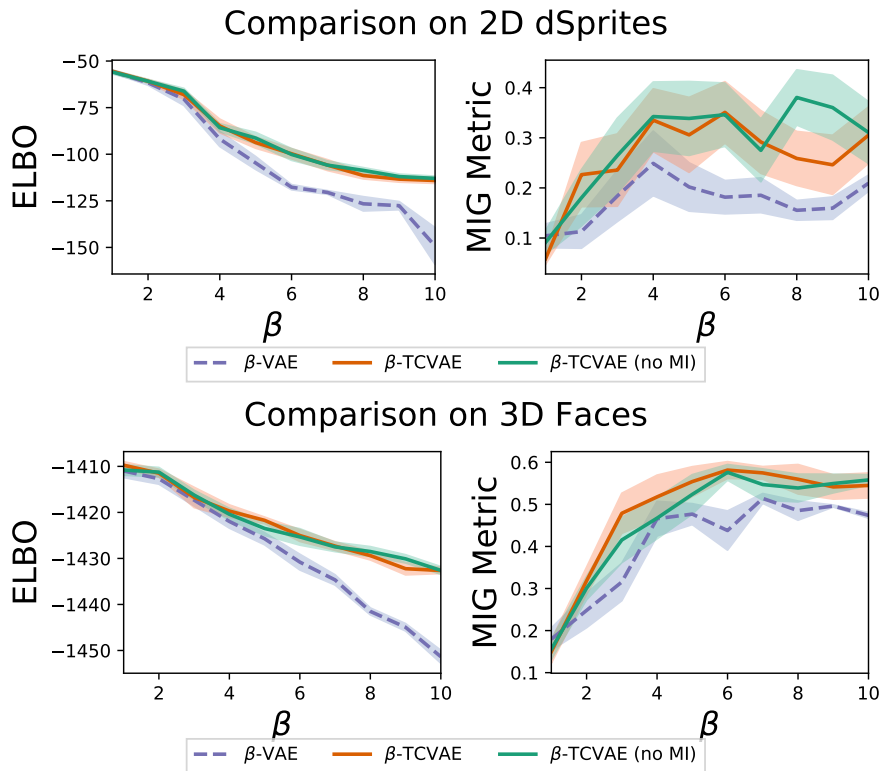 Comparison on 2D dSprites
ELBO
−50
−75
−100
−125
−150
2 4 6 8 10
β
MIG Metric
0.4
0.3
0.2
0.1
2 4 6 8 10
β
β-VAE β-TCVAE β-TCVAE (no MI)
Comparison on 3D Faces
ELBO
−1410
−1420
−1430
−1440
−1450
2 4 6 8 10
β
MIG Metric
0.6
0.5
0.4
0.3
0.2
0.1
2 4 6 8 10
β
β-VAE β-TCVAE β-TCVAE (no MI)